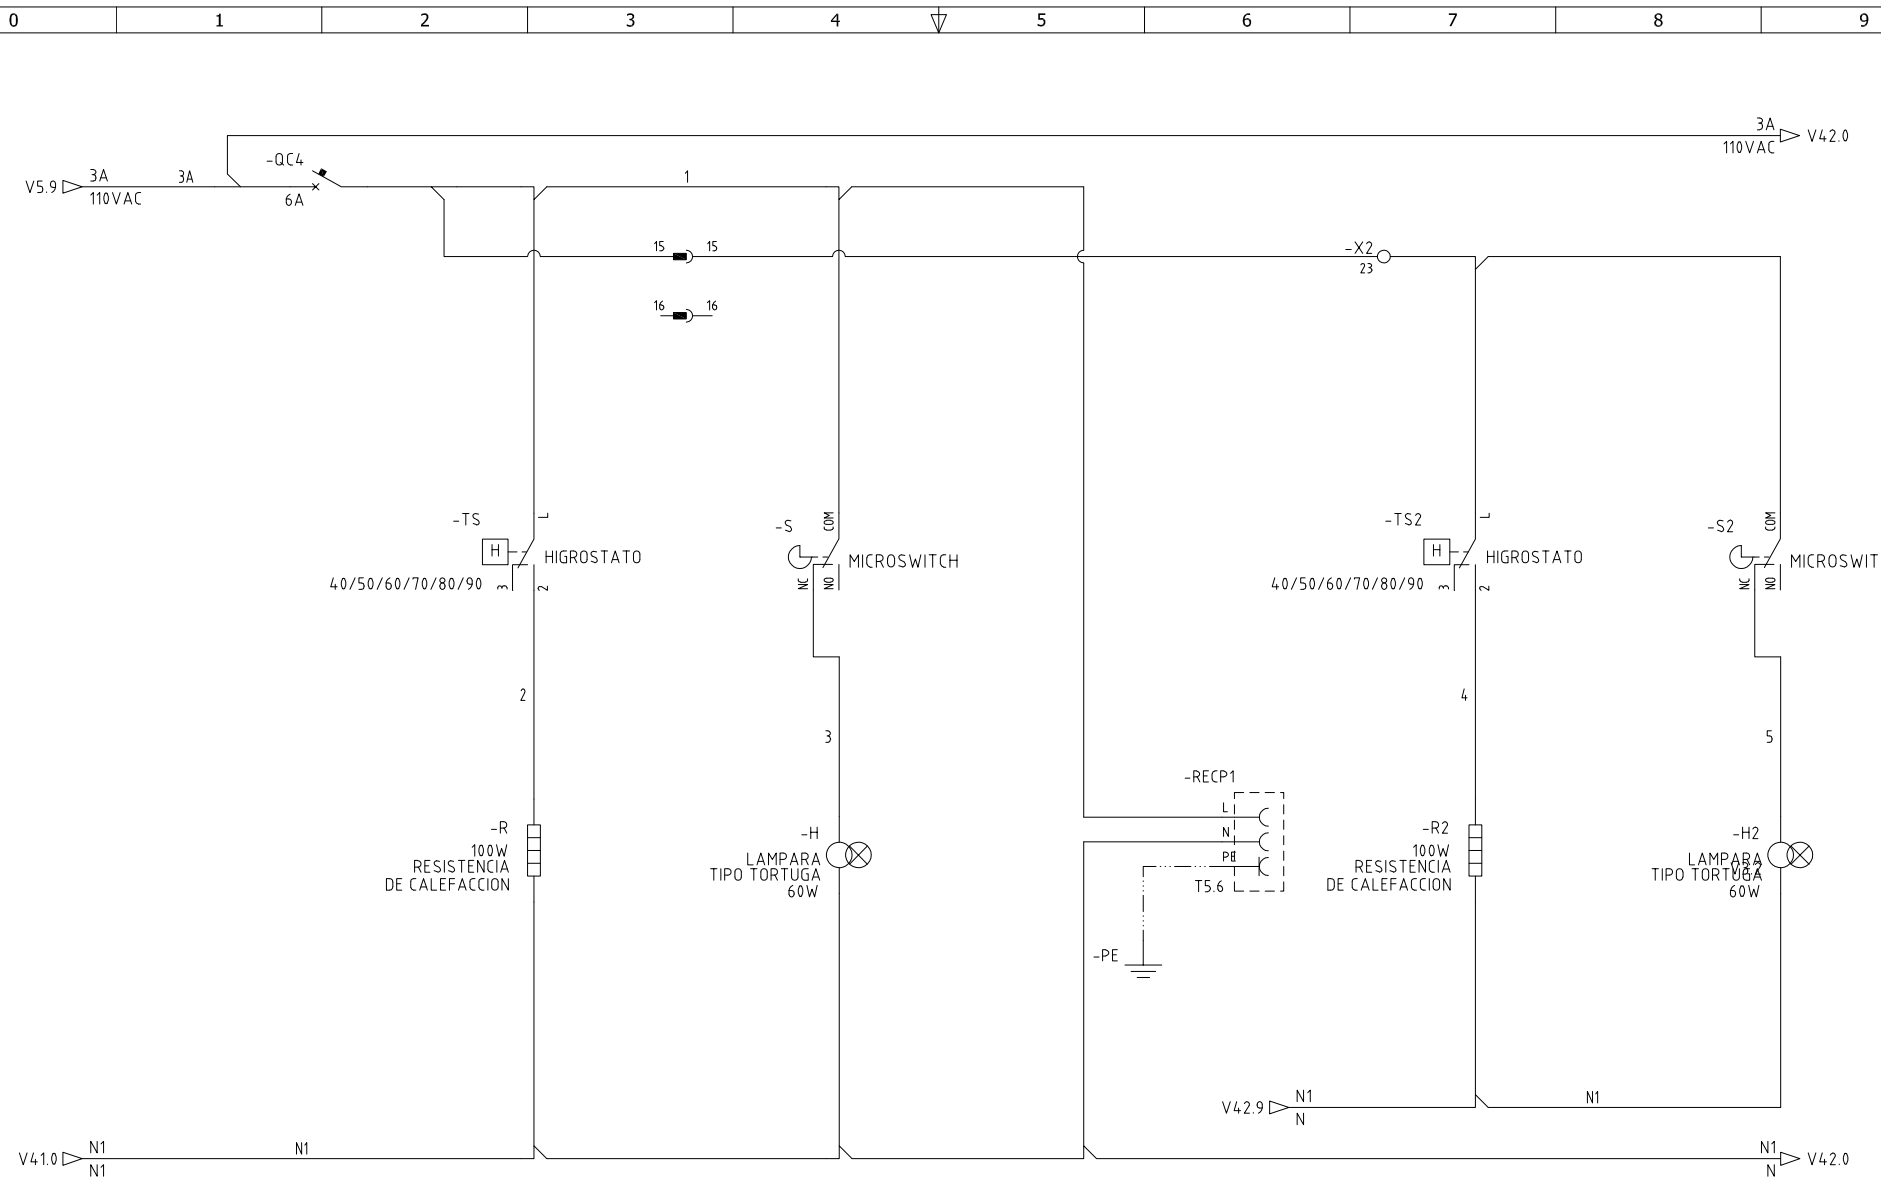 0 1 2 3 4 5 6 7 8 9
3A
110VAC
V42.0
-QC4
6A
V5.9
3A
110VAC
3A
1
15 15
16 16
-X2
23
-TS
L
H
HIGROSTATO
40/50/60/70/80/90
3
2
-S
COM
MICROSWITCH
NC
NO
-TS2
L
H
HIGROSTATO
40/50/60/70/80/90
3
2
-S2
COM
MICROSWIT
NC
NO
2
3
4
5
-RECP1
L
N
PE
T5.6
-PE
-R
100W
RESISTENCIA
DE CALEFACCION
-H
LAMPARA
TIPO TORTUGA
60W
-R2
100W
RESISTENCIA
DE CALEFACCION
-H2
LAMPARA
TIPO TORTUGA
60W
V42.9
N1
N
N1
V41.0
N1
N1
N1
N1
N
V42.0